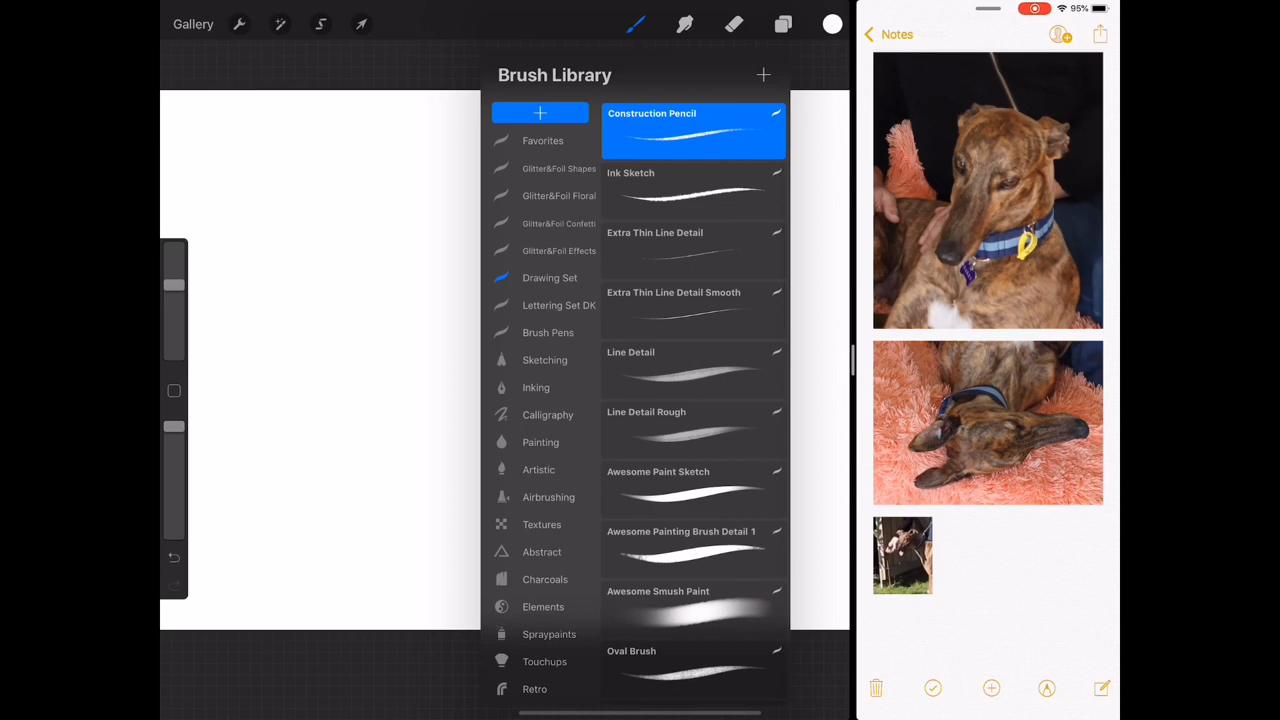 Gallery
95%
Notes
Brush Library
Construction Pencil
Favorites
Glitter&Foil Shapes
Ink Sketch
Glitter&Foil Floral
Glitter&Foil Confetti
Extra Thin Line Detail
Glitter&Foil Effects
Drawing Set
Extra Thin Line Detail Smooth
Lettering Set DK
Brush Pens
Line Detail
Sketching
Inking
Line Detail Rough
Calligraphy
Painting
Awesome Paint Sketch
Artistic
Airbrushing
Textures
Awesome Painting Brush Detail 1
Abstract
Charcoals
Awesome Smush Paint
Elements
Spraypaints
Oval Brush
Touchups
Retro